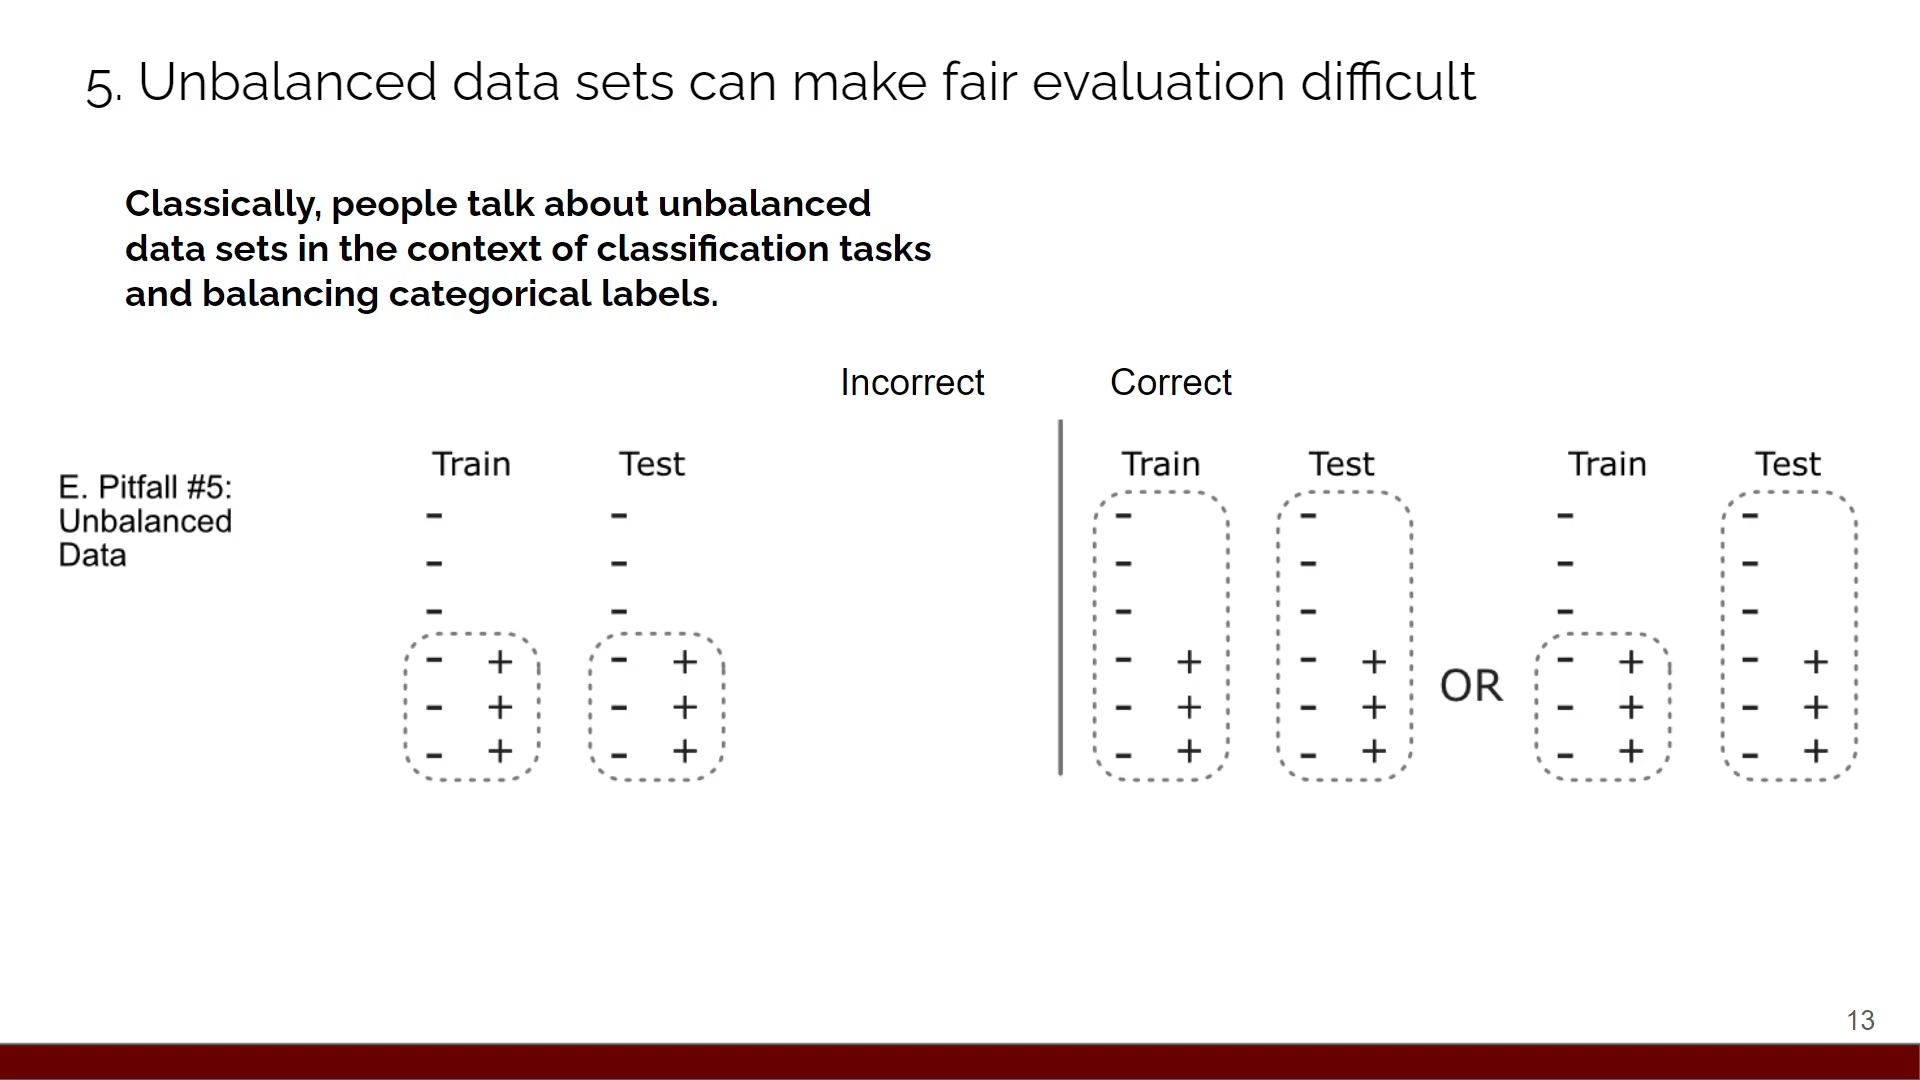 5. Unbalanced data sets can make fair evaluation difficult
Classically, people talk about unbalanced
data sets in the context of classification tasks
and balancing categorical labels.
Incorrect
Correct
E. Pitfall #5:
Unbalanced
Data
Train Test
- -
- -
- -
- + - +
- + - +
- + - +
Train Test
- -
- -
- -
- + - +
- + - +
- + - +
OR
Train Test
- -
- -
- -
- + - +
- + - +
- + - +
13